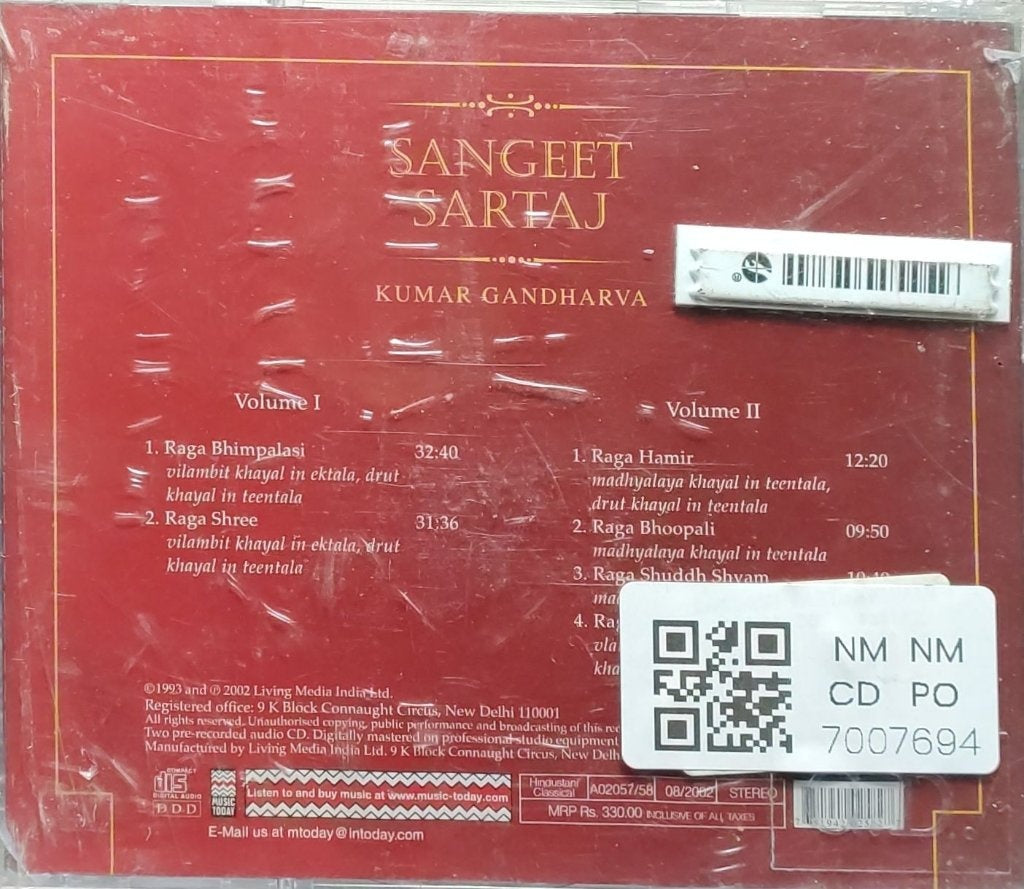 SANGEET
SARTAJ
KUMAR GANDHARVA
Volume I
1. Raga Bhimpalasi 32:40
vilambit khayal in ektala, drut
khayal in teentala
2. Raga Shree 31:36
vilambit khayal in ektala, drut
khayal in teentala
Volume II
1. Raga Hamir 12:20
madhyalaya khayal in teentala,
drut khayal in teentala
2. Raga Bhoopali 09:50
madhyalaya khayal in teentala
3. Raga Shuddh Shyam
4.
NM NM
CD PO
7007694
©1993 and ℗ 2002 Living Media India Ltd.
Registered office: 9 K Block Connaught Circus, New Delhi 110001
All rights reserved. Unauthorised copying, public performance and broadcasting of this
Two pre-recorded audio CD. Digitally mastered on professional studio equipment
Manufactured by Living Media India Ltd. 9 K Block Connaught Circus, New Delhi
COMPACT
disc
DIGITAL AUDIO
DDD
MUSIC
TODAY
Listen to and buy music at www.music-today.com
Hindustani
Classical
A02057/58
08/2002
STEREO
MRP Rs. 330.00 INCLUSIVE OF ALL TAXES
E-Mail us at mtoday@intoday.com